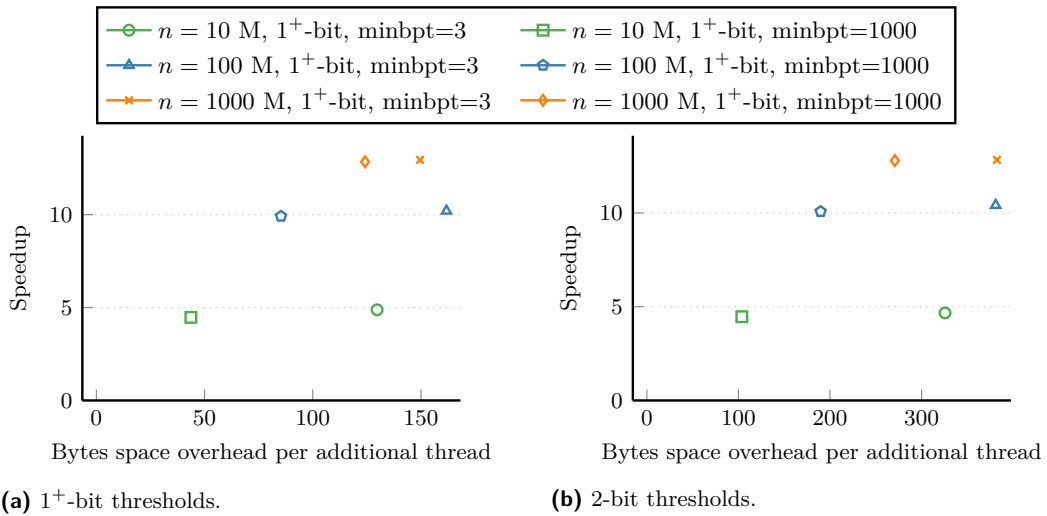 n = 10 M, 1⁺-bit, minbpt=3
n = 10 M, 1⁺-bit, minbpt=1000
n = 100 M, 1⁺-bit, minbpt=3
n = 100 M, 1⁺-bit, minbpt=1000
n = 1000 M, 1⁺-bit, minbpt=3
n = 1000 M, 1⁺-bit, minbpt=1000
Speedup
10
5
0
0 50 100 150
Bytes space overhead per additional thread
(a) 1⁺-bit thresholds.
Speedup
10
5
0
0 100 200 300
Bytes space overhead per additional thread
(b) 2-bit thresholds.